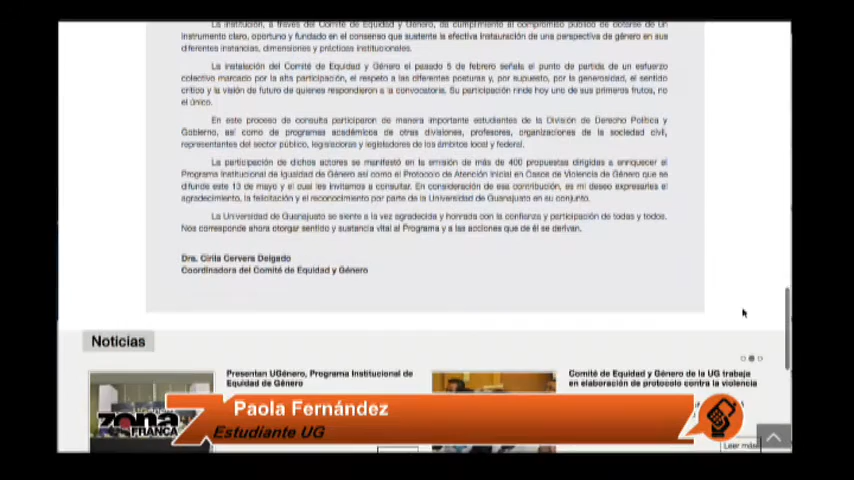 La institución, a través del Comité de Equidad y Género, da cumplimiento al compromiso público de dotarse de un
instrumento claro, oportuno y fundado en el consenso que sustente la efectiva instauración de una perspectiva de género en sus
diferentes instancias, dimensiones y prácticas institucionales.
La instalación del Comité de Equidad y Género el pasado 5 de febrero señala el punto de partida de un esfuerzo
colectivo marcado por la alta participación, el respeto a las diferentes posturas y, por supuesto, por la generosidad, el sentido
crítico y la visión de futuro de quienes respondieron a la convocatoria. Su participación rinde hoy uno de sus primeros frutos, no
el único.
En este proceso de consulta participaron de manera importante estudiantes de la División de Derecho Política y
Gobierno, así como de programas académicos de otras divisiones, profesores, organizaciones de la sociedad civil,
representantes del sector público, legisladoras y legisladores de los ámbitos local y federal.
La participación de dichos actores se manifestó en la emisión de más de 400 propuestas dirigidas a enriquecer el
Programa Institucional de Igualdad de Género así como el Protocolo de Atención Inicial en Casos de Violencia de Género que se
difunde este 13 de mayo y el cual les invitamos a consultar. En consideración de esa contribución, es mi deseo expresarles el
agradecimiento, la felicitación y el reconocimiento por parte de la Universidad de Guanajuato en su conjunto.
La Universidad de Guanajuato se siente a la vez agradecida y honrada con la confianza y participación de todas y todos.
Nos corresponde ahora otorgar sentido y sustancia vital al Programa y a las acciones que de él se derivan.
Dra. Cirila Cervera Delgado
Coordinadora del Comité de Equidad y Género
Noticias
Presentan UGénero, Programa Institucional de
Equidad de Género
Comité de Equidad y Género de la UG trabaja
en elaboración de protocolo contra la violencia
Leer más
zona
FRANCA
Paola Fernández
Estudiante UG